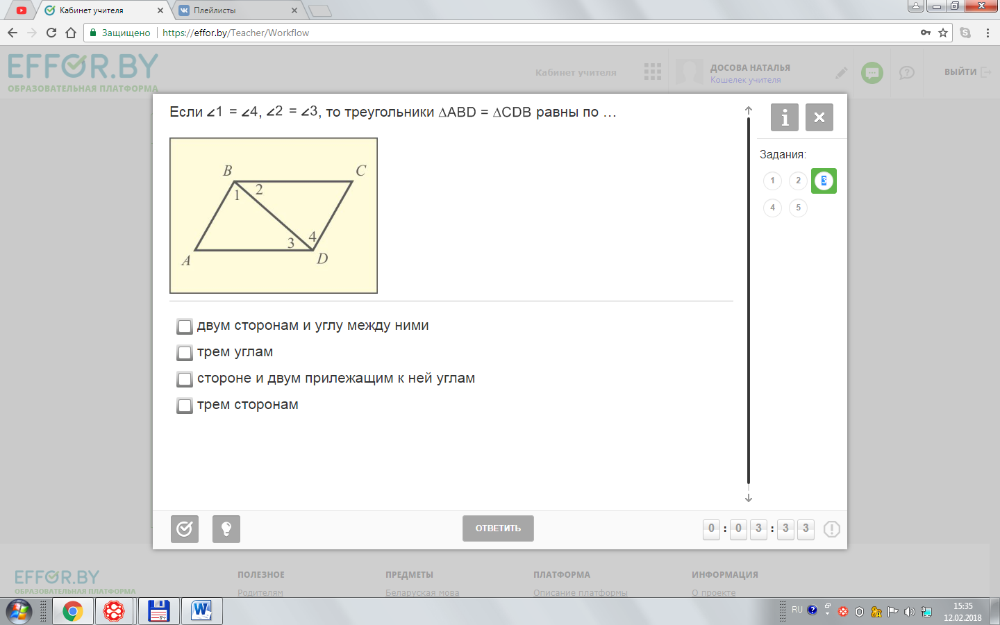 Кабинет учителя
Плейлисты
Защищено
https://effor.by/Teacher/Workflow
EFFOR.BY
ОБРАЗОВАТЕЛЬНАЯ ПЛАТФОРМА
Кабинет учителя
ДОСОВА НАТАЛЬЯ
Кошелек учителя
ВЫЙТИ
Если ∠1 = ∠4, ∠2 = ∠3, то треугольники ΔABD = ΔCDB равны по …
B
C
1
2
3
4
A
D
двум сторонам и углу между ними
трем углам
стороне и двум прилежащим к ней углам
трем сторонам
Задания:
1 2 3
4 5
ОТВЕТИТЬ
0 : 0 3 : 3 3
EFFOR.BY
ОБРАЗОВАТЕЛЬНАЯ ПЛАТФОРМА
ПОЛЕЗНОЕ
Родителям
ПРЕДМЕТЫ
Беларуская мова
ПЛАТФОРМА
Описание платформы
ИНФОРМАЦИЯ
О проекте
64
RU
15:35
12.02.2018